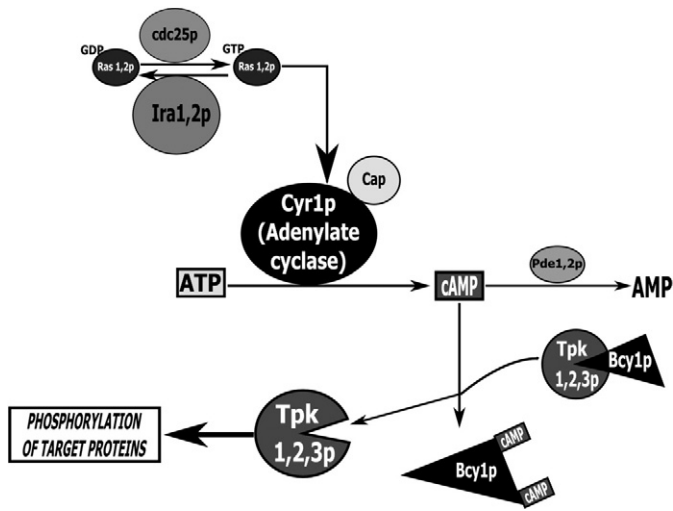 cdc25p
GDP
GTP
Ras 1,2p
Ras 1,2p
Ira1,2p
Cap
Cyr1p
(Adenylate
cyclase)
Pde1,2p
ATP
cAMP
AMP
Tpk
1,2,3p
Bcy1p
Tpk
1,2,3p
PHOSPHORYLATION
OF TARGET PROTEINS
cAMP
Bcy1p
cAMP